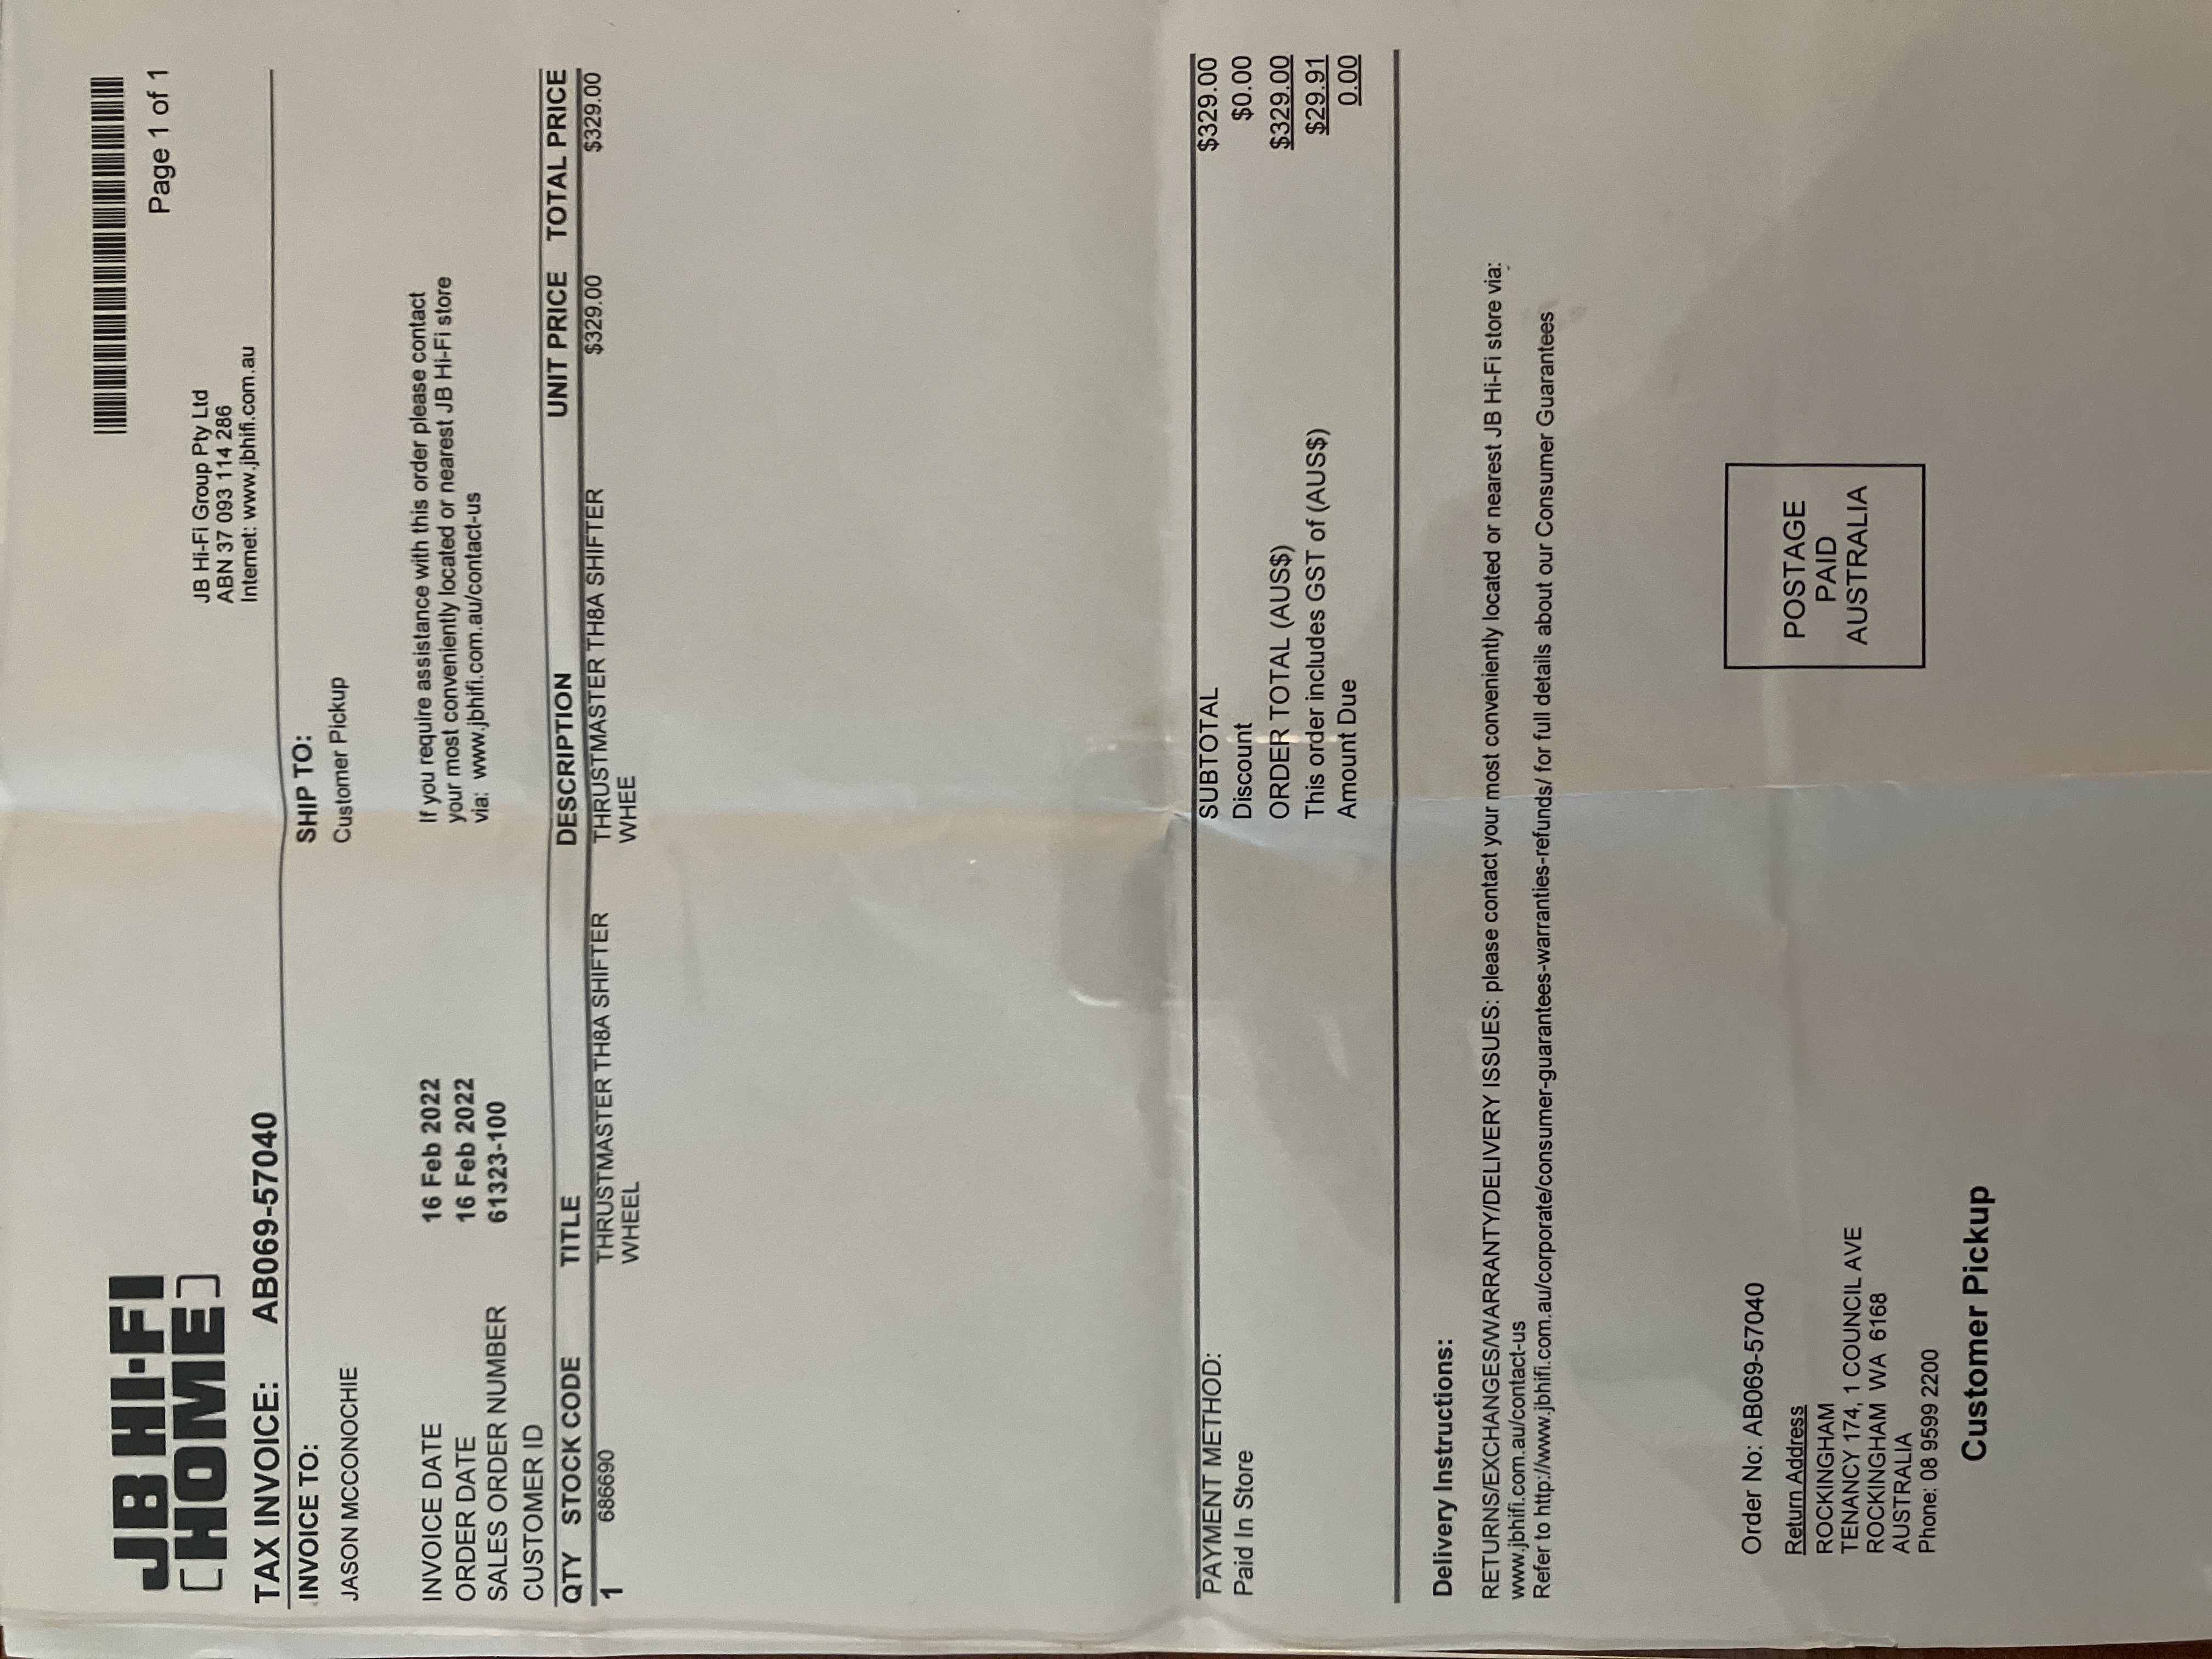 JB HI-FI
[HOME]
Page 1 of 1
JB Hi-Fi Group Pty Ltd
ABN 37 093 114 286
Internet: www.jbhifi.com.au
TAX INVOICE: AB069-57040
INVOICE TO:
JASON MCCONOCHIE
SHIP TO:
Customer Pickup
INVOICE DATE 16 Feb 2022
ORDER DATE 16 Feb 2022
SALES ORDER NUMBER 61323-100
CUSTOMER ID
If you require assistance with this order please contact
your most conveniently located or nearest JB Hi-Fi store
via: www.jbhifi.com.au/contact-us
QTY STOCK CODE TITLE DESCRIPTION UNIT PRICE TOTAL PRICE
1 686690 THRUSTMASTER TH8A SHIFTER THRUSTMASTER TH8A SHIFTER $329.00 $329.00
WHEEL WHEE
PAYMENT METHOD:
Paid In Store
SUBTOTAL $329.00
Discount $0.00
ORDER TOTAL (AUS$) $329.00
This order includes GST of (AUS$) $29.91
Amount Due 0.00
Delivery Instructions:
RETURNS/EXCHANGES/WARRANTY/DELIVERY ISSUES: please contact your most conveniently located or nearest JB Hi-Fi store via:
www.jbhifi.com.au/contact-us
Refer to http://www.jbhifi.com.au/corporate/consumer-guarantees-warranties-refunds/ for full details about our Consumer Guarantees
Order No: AB069-57040
Return Address
ROCKINGHAM
TENANCY 174, 1 COUNCIL AVE
ROCKINGHAM WA 6168
AUSTRALIA
Phone: 08 9599 2200
Customer Pickup
POSTAGE
PAID
AUSTRALIA